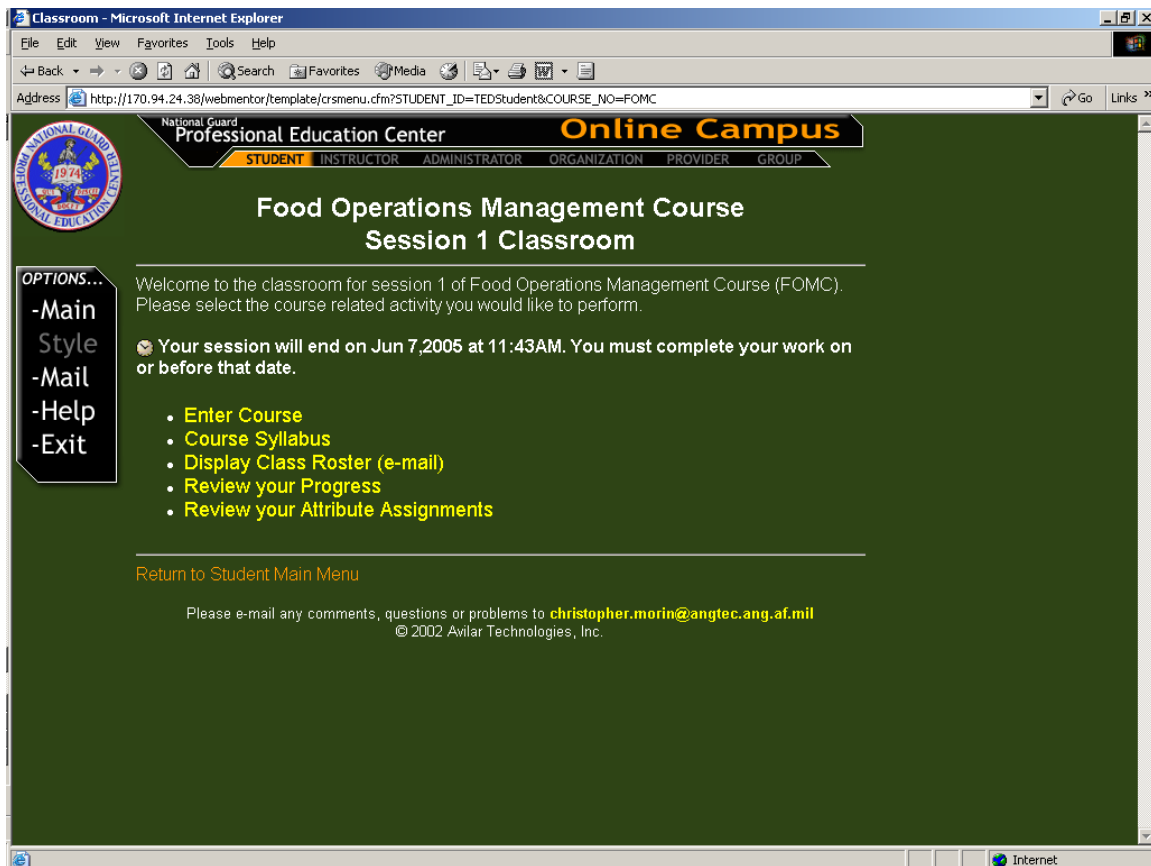 Classroom - Microsoft Internet Explorer
File Edit View Favorites Tools Help
Back Search Favorites Media
Address http://170.94.24.38/webmentor/template/crsmenu.cfm?STUDENT_ID=TEDStudent&COURSE_NO=FOMC Go Links »
National Guard
Professional Education Center Online Campus
STUDENT INSTRUCTOR ADMINISTRATOR ORGANIZATION PROVIDER GROUP
NATIONAL GUARD PROFESSIONAL EDUCATION CENTER
1974
Food Operations Management Course
Session 1 Classroom
OPTIONS...
-Main
Style
-Mail
-Help
-Exit
Welcome to the classroom for session 1 of Food Operations Management Course (FOMC).
Please select the course related activity you would like to perform.
Your session will end on Jun 7,2005 at 11:43AM. You must complete your work on
or before that date.
• Enter Course
• Course Syllabus
• Display Class Roster (e-mail)
• Review your Progress
• Review your Attribute Assignments
Return to Student Main Menu
Please e-mail any comments, questions or problems to christopher.morin@angtec.ang.af.mil
© 2002 Avilar Technologies, Inc.
Internet